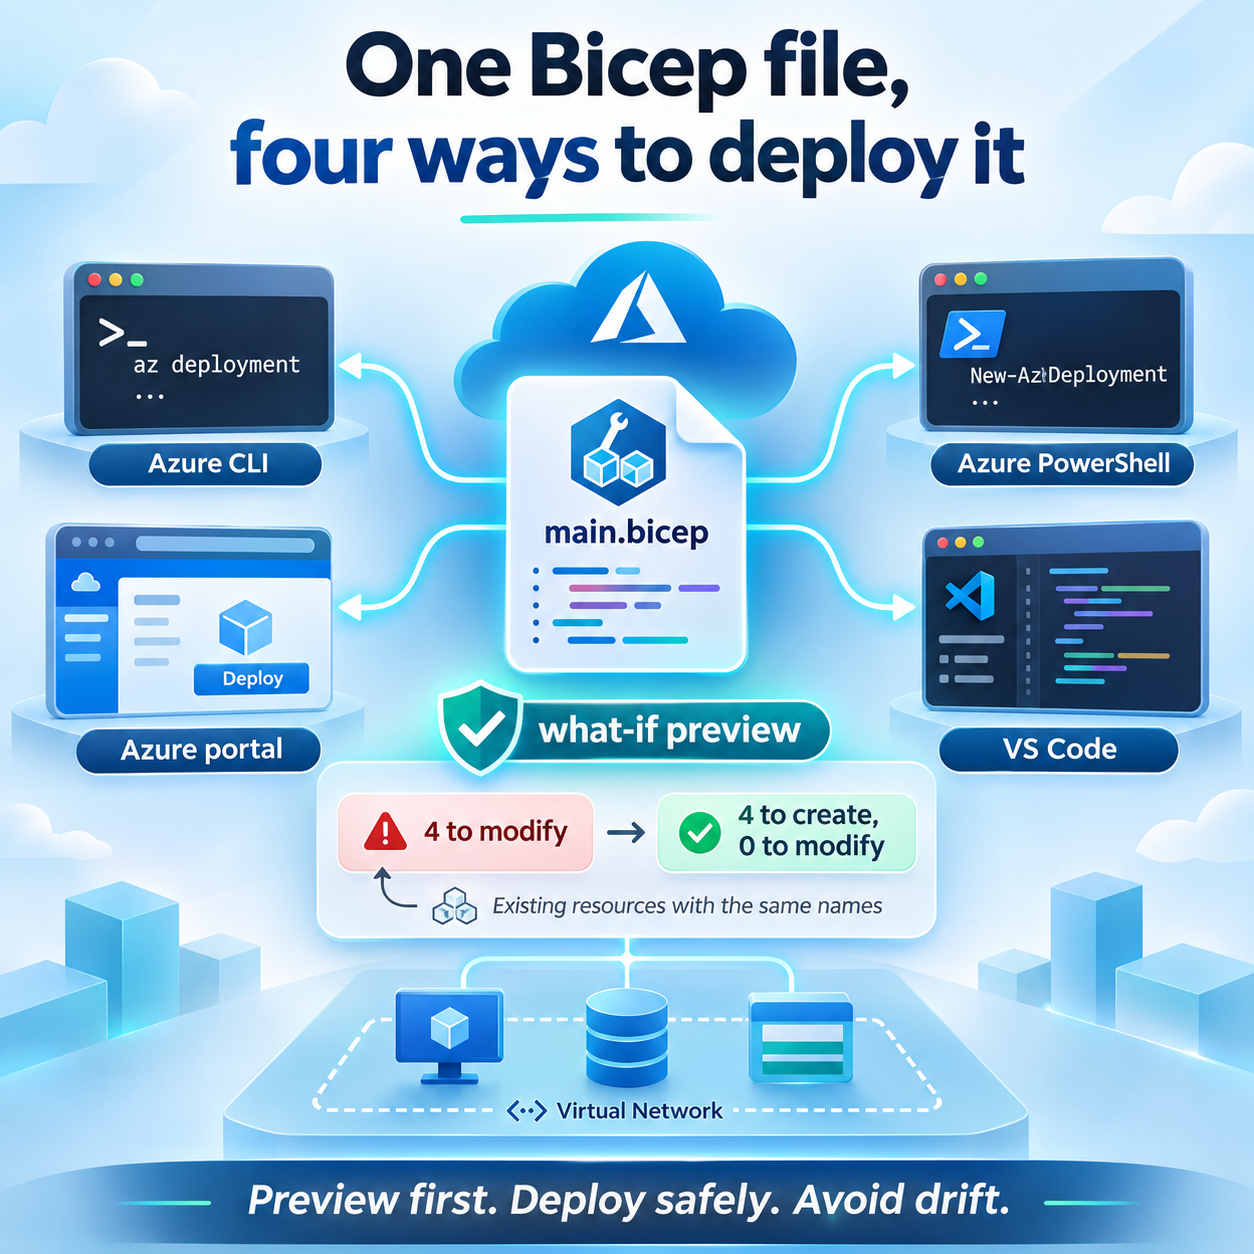 One Bicep file,
four ways to deploy it
>_
az deployment
...
Azure CLI
>_
...
Azure PowerShell
main.bicep
Deploy
Azure portal
VS Code
what-if preview
4 to modify
4 to create,
0 to modify
Existing resources with the same names
Virtual Network
Preview first. Deploy safely. Avoid drift.